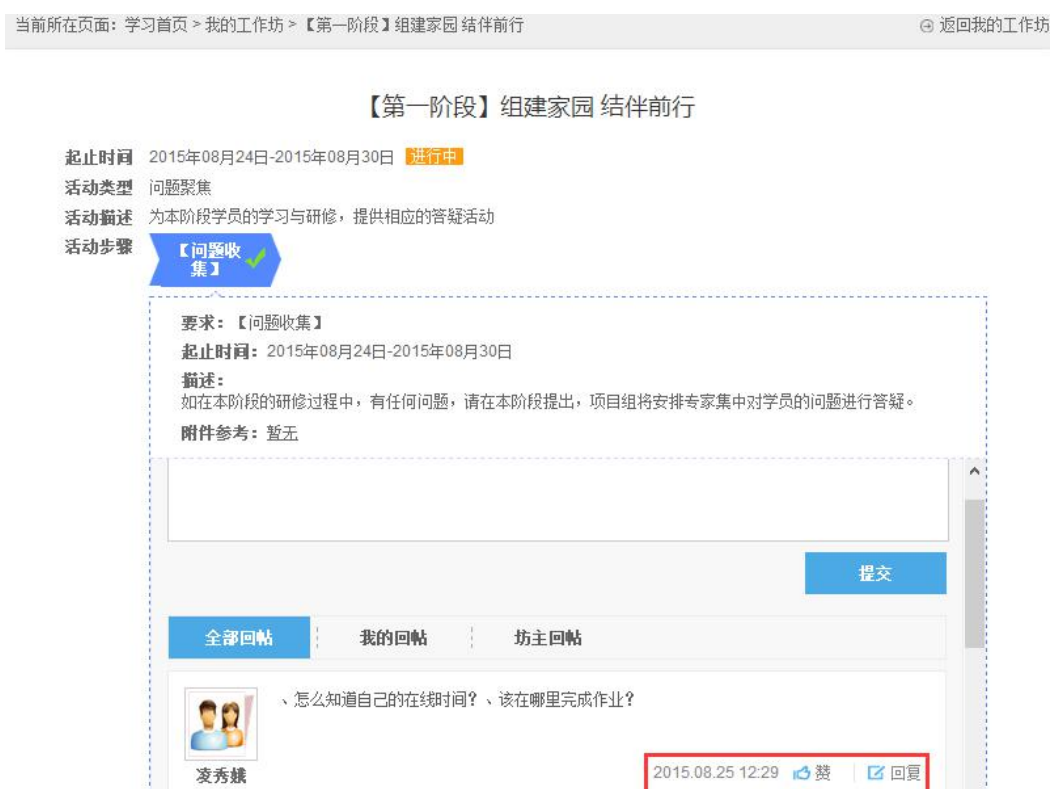 当前所在页面：学习首页 > 我的工作坊 > 【第一阶段】组建家园 结伴前行 返回我的工作坊
【第一阶段】组建家园 结伴前行
起止时间 2015年08月24日-2015年08月30日 进行中
活动类型 问题聚焦
活动描述 为本阶段学员的学习与研修，提供相应的答疑活动
活动步骤 【问题收
集】
要求：【问题收集】
起止时间：2015年08月24日-2015年08月30日
描述：
如在本阶段的研修过程中，有任何问题，请在本阶段提出，项目组将安排专家集中对学员的问题进行答疑。
附件参考：暂无
提交
全部回帖 我的回帖 坊主回帖
、怎么知道自己的在线时间？、该在哪里完成作业？
凌秀娥
2015.08.25 12:29 赞 回复